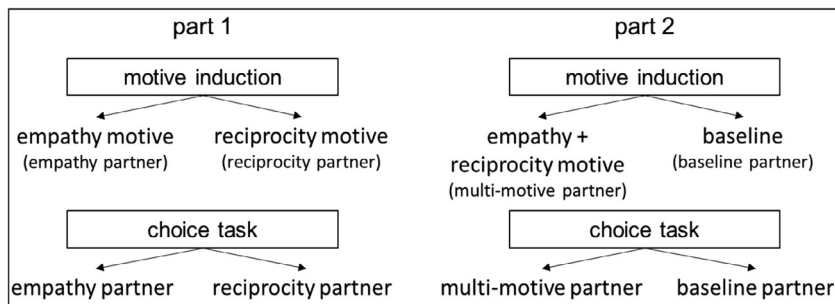 part 1
motive induction
empathy motive
(empathy partner)
reciprocity motive
(reciprocity partner)
choice task
empathy partner
reciprocity partner
part 2
motive induction
empathy +
reciprocity motive
(multi-motive partner)
baseline
(baseline partner)
choice task
multi-motive partner
baseline partner